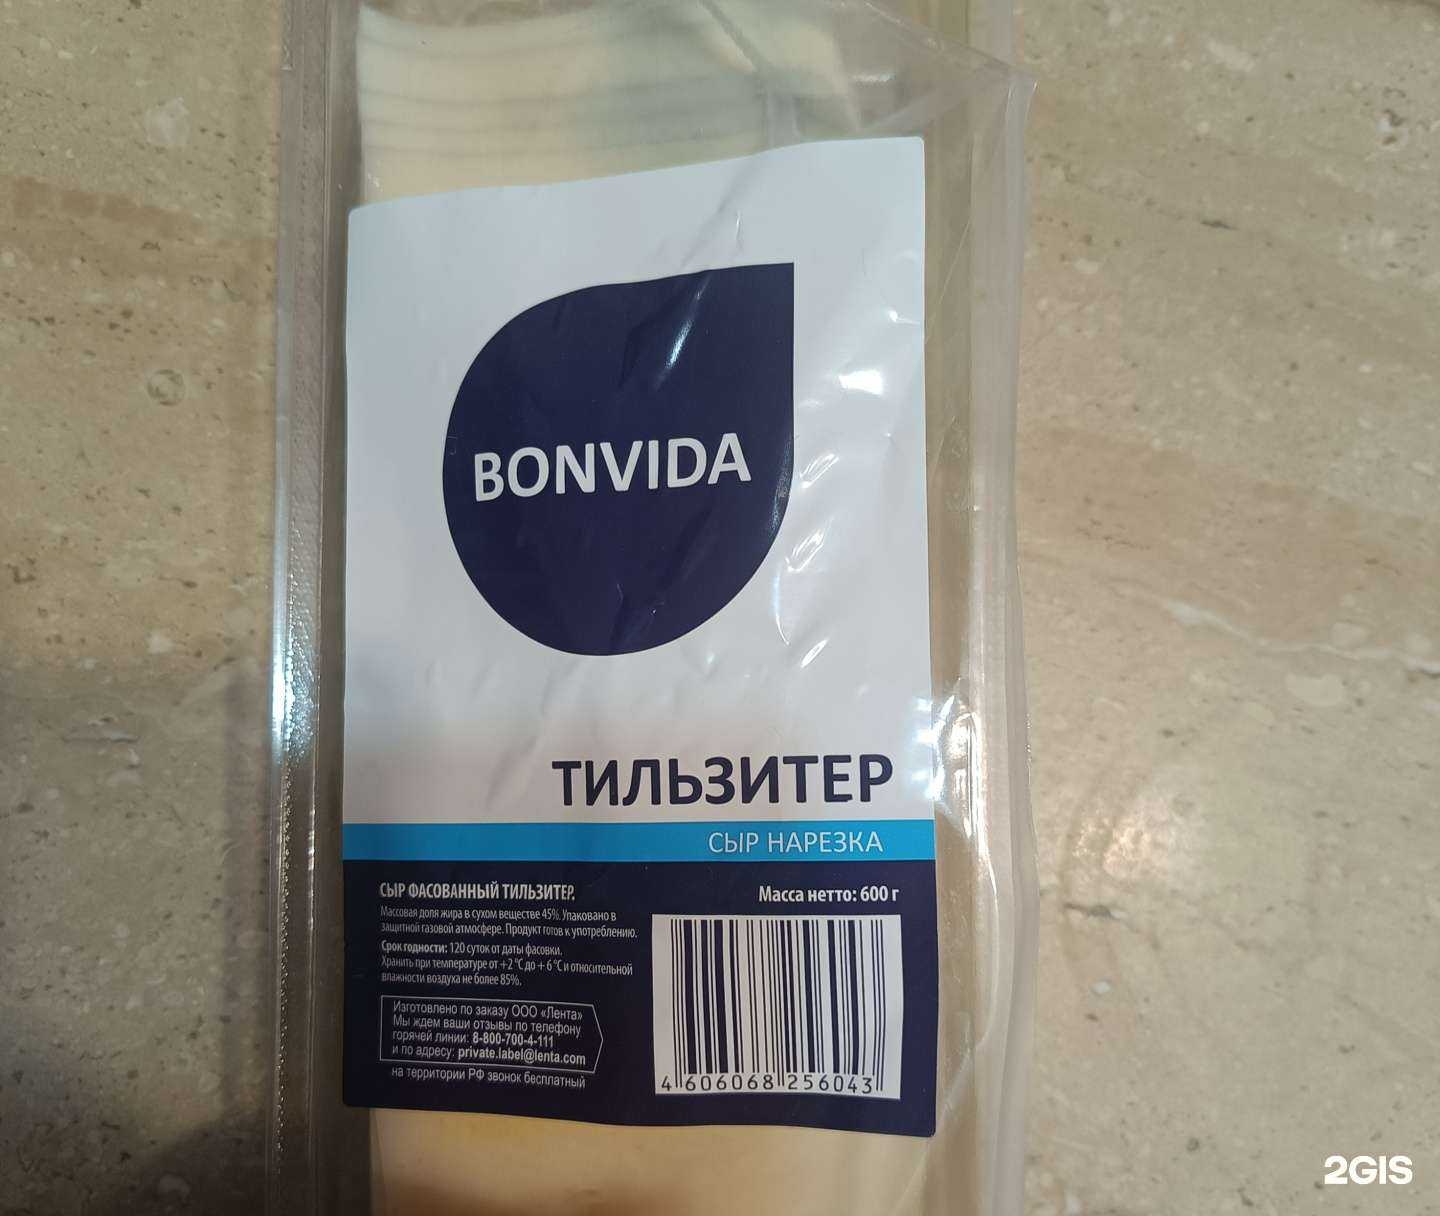 BONVIDA
ТИЛЬЗИТЕР
СЫР НАРЕЗКА
СЫР ФАСОВАННЫЙ ТИЛЬЗИТЕР.
Массовая доля жира в сухом веществе 45%. Упаковано в
защитной газовой атмосфере. Продукт готов к употреблению.
Срок годности: 120 суток от даты фасовки.
Хранить при температуре от +2 °С до + 6 °С и относительной
влажности воздуха не более 85%.
Изготовлено по заказу ООО «Лента»
Мы ждем ваши отзывы по телефону
горячей линии: 8-800-700-4-111
и по адресу: private.label@lenta.com
на территории РФ звонок бесплатный
Масса нетто: 600 г
4 606068 256043
2GIS